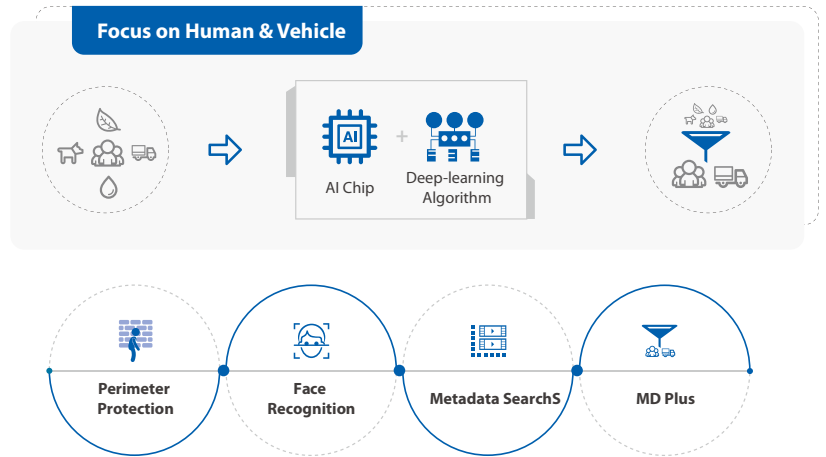 Focus on Human & Vehicle
AI
+
AI Chip
Deep-learning
Algorithm
Perimeter
Protection
Face
Recognition
Metadata SearchS
MD Plus